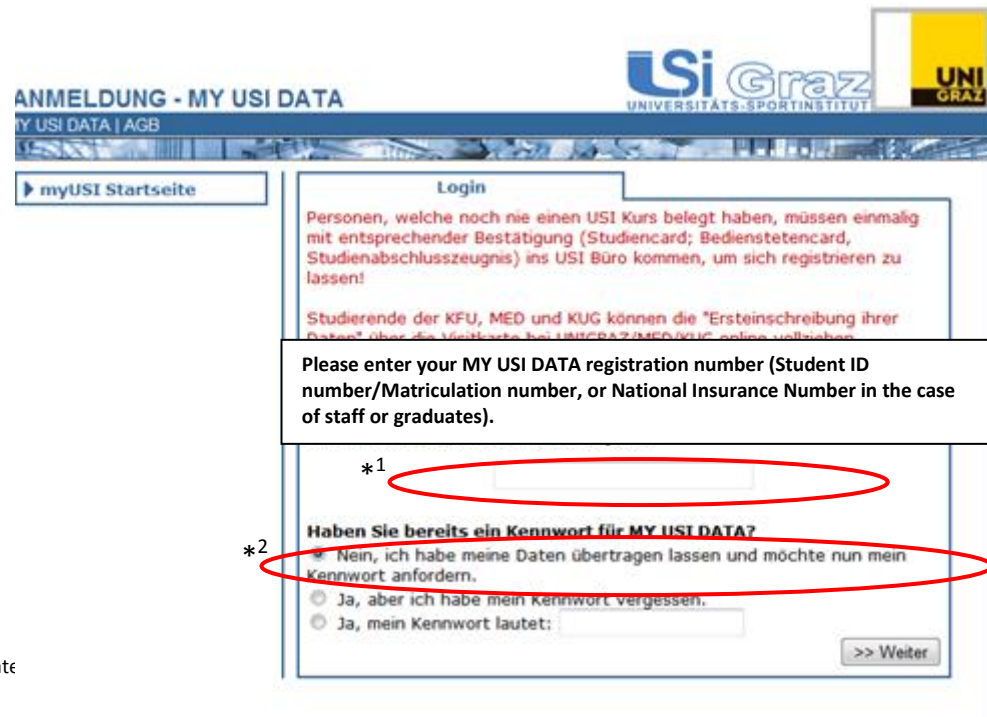 USi Graz
UNIVERSITÄTS-SPORTINSTITUT
UNI
GRAZ
ANMELDUNG - MY USI DATA
MY USI DATA | AGB
myUSI Startseite
Login
Personen, welche noch nie einen USI Kurs belegt haben, müssen einmalig
mit entsprechender Bestätigung (Studiencard; Bedienstetencard,
Studienabschlusszeugnis) ins USI Büro kommen, um sich registrieren zu
lassen!
Studierende der KFU, MED und KUG können die "Ersteinschreibung ihrer
Daten" über die Visitkarte bei UNIGRAZ/MED/KUG online vollziehen
Please enter your MY USI DATA registration number (Student ID
number/Matriculation number, or National Insurance Number in the case
of staff or graduates).
*1
Haben Sie bereits ein Kennwort für MY USI DATA?
*2
Nein, ich habe meine Daten übertragen lassen und möchte nun mein
Kennwort anfordern.
Ja, aber ich habe mein Kennwort vergessen.
Ja, mein Kennwort lautet:
>> Weiter